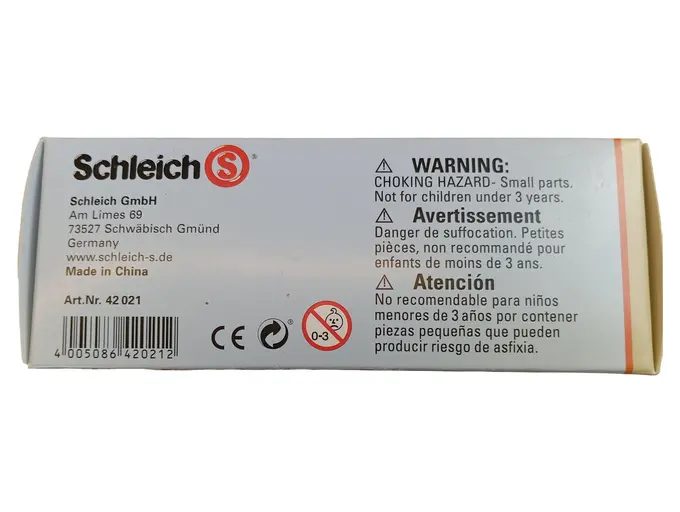 Schleich S
®
Schleich GmbH
Am Limes 69
73527 Schwäbisch Gmünd
Germany
www.schleich-s.de
Made in China
Art.Nr. 42 021
4 005086 420212
CE
0-3
WARNING:
CHOKING HAZARD- Small parts.
Not for children under 3 years.
Avertissement
Danger de suffocation. Petites
pièces, non recommandé pour
enfants de moins de 3 ans.
Atención
No recomendable para niños
menores de 3 años por contener
piezas pequeñas que pueden
producir riesgo de asfixia.